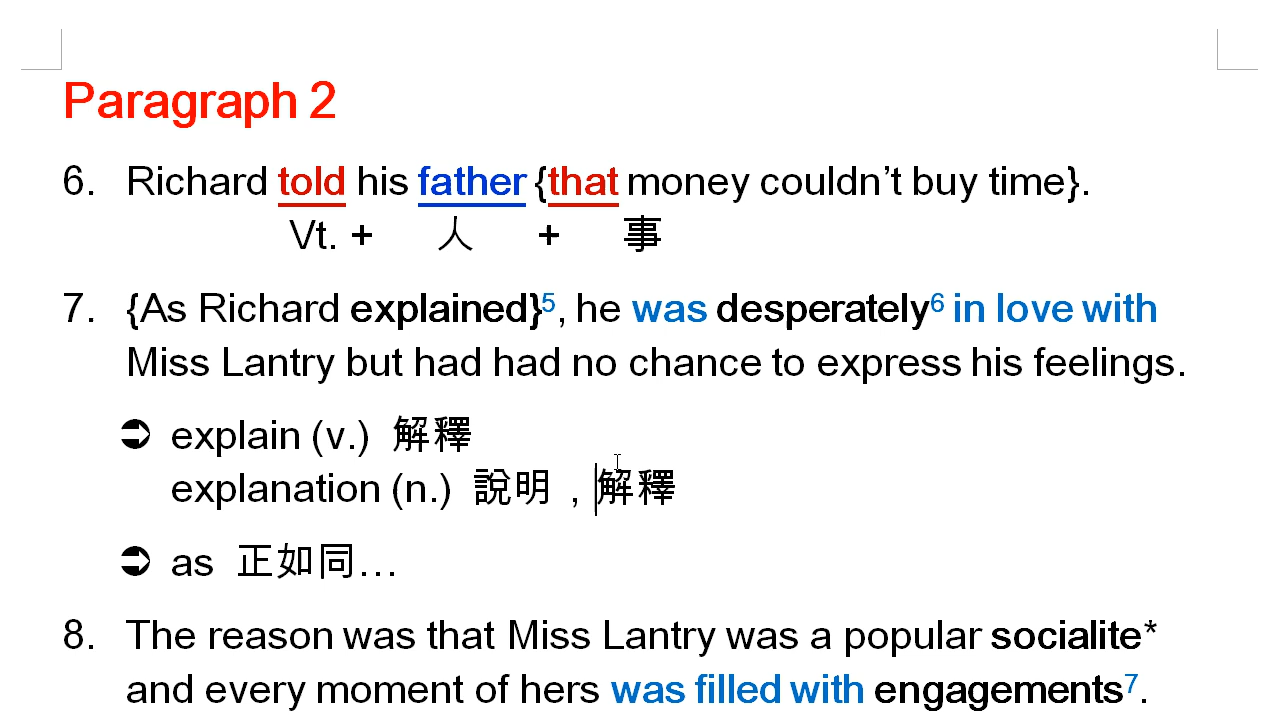 Paragraph 2
6. Richard told his father {that money couldn’t buy time}.
Vt. + 人 + 事
7. {As Richard explained}⁵, he was desperately⁶ in love with
Miss Lantry but had had no chance to express his feelings.
➲ explain (v.) 解釋
explanation (n.) 說明 , 解釋
➲ as 正如同…
8. The reason was that Miss Lantry was a popular socialite*
and every moment of hers was filled with engagements⁷.